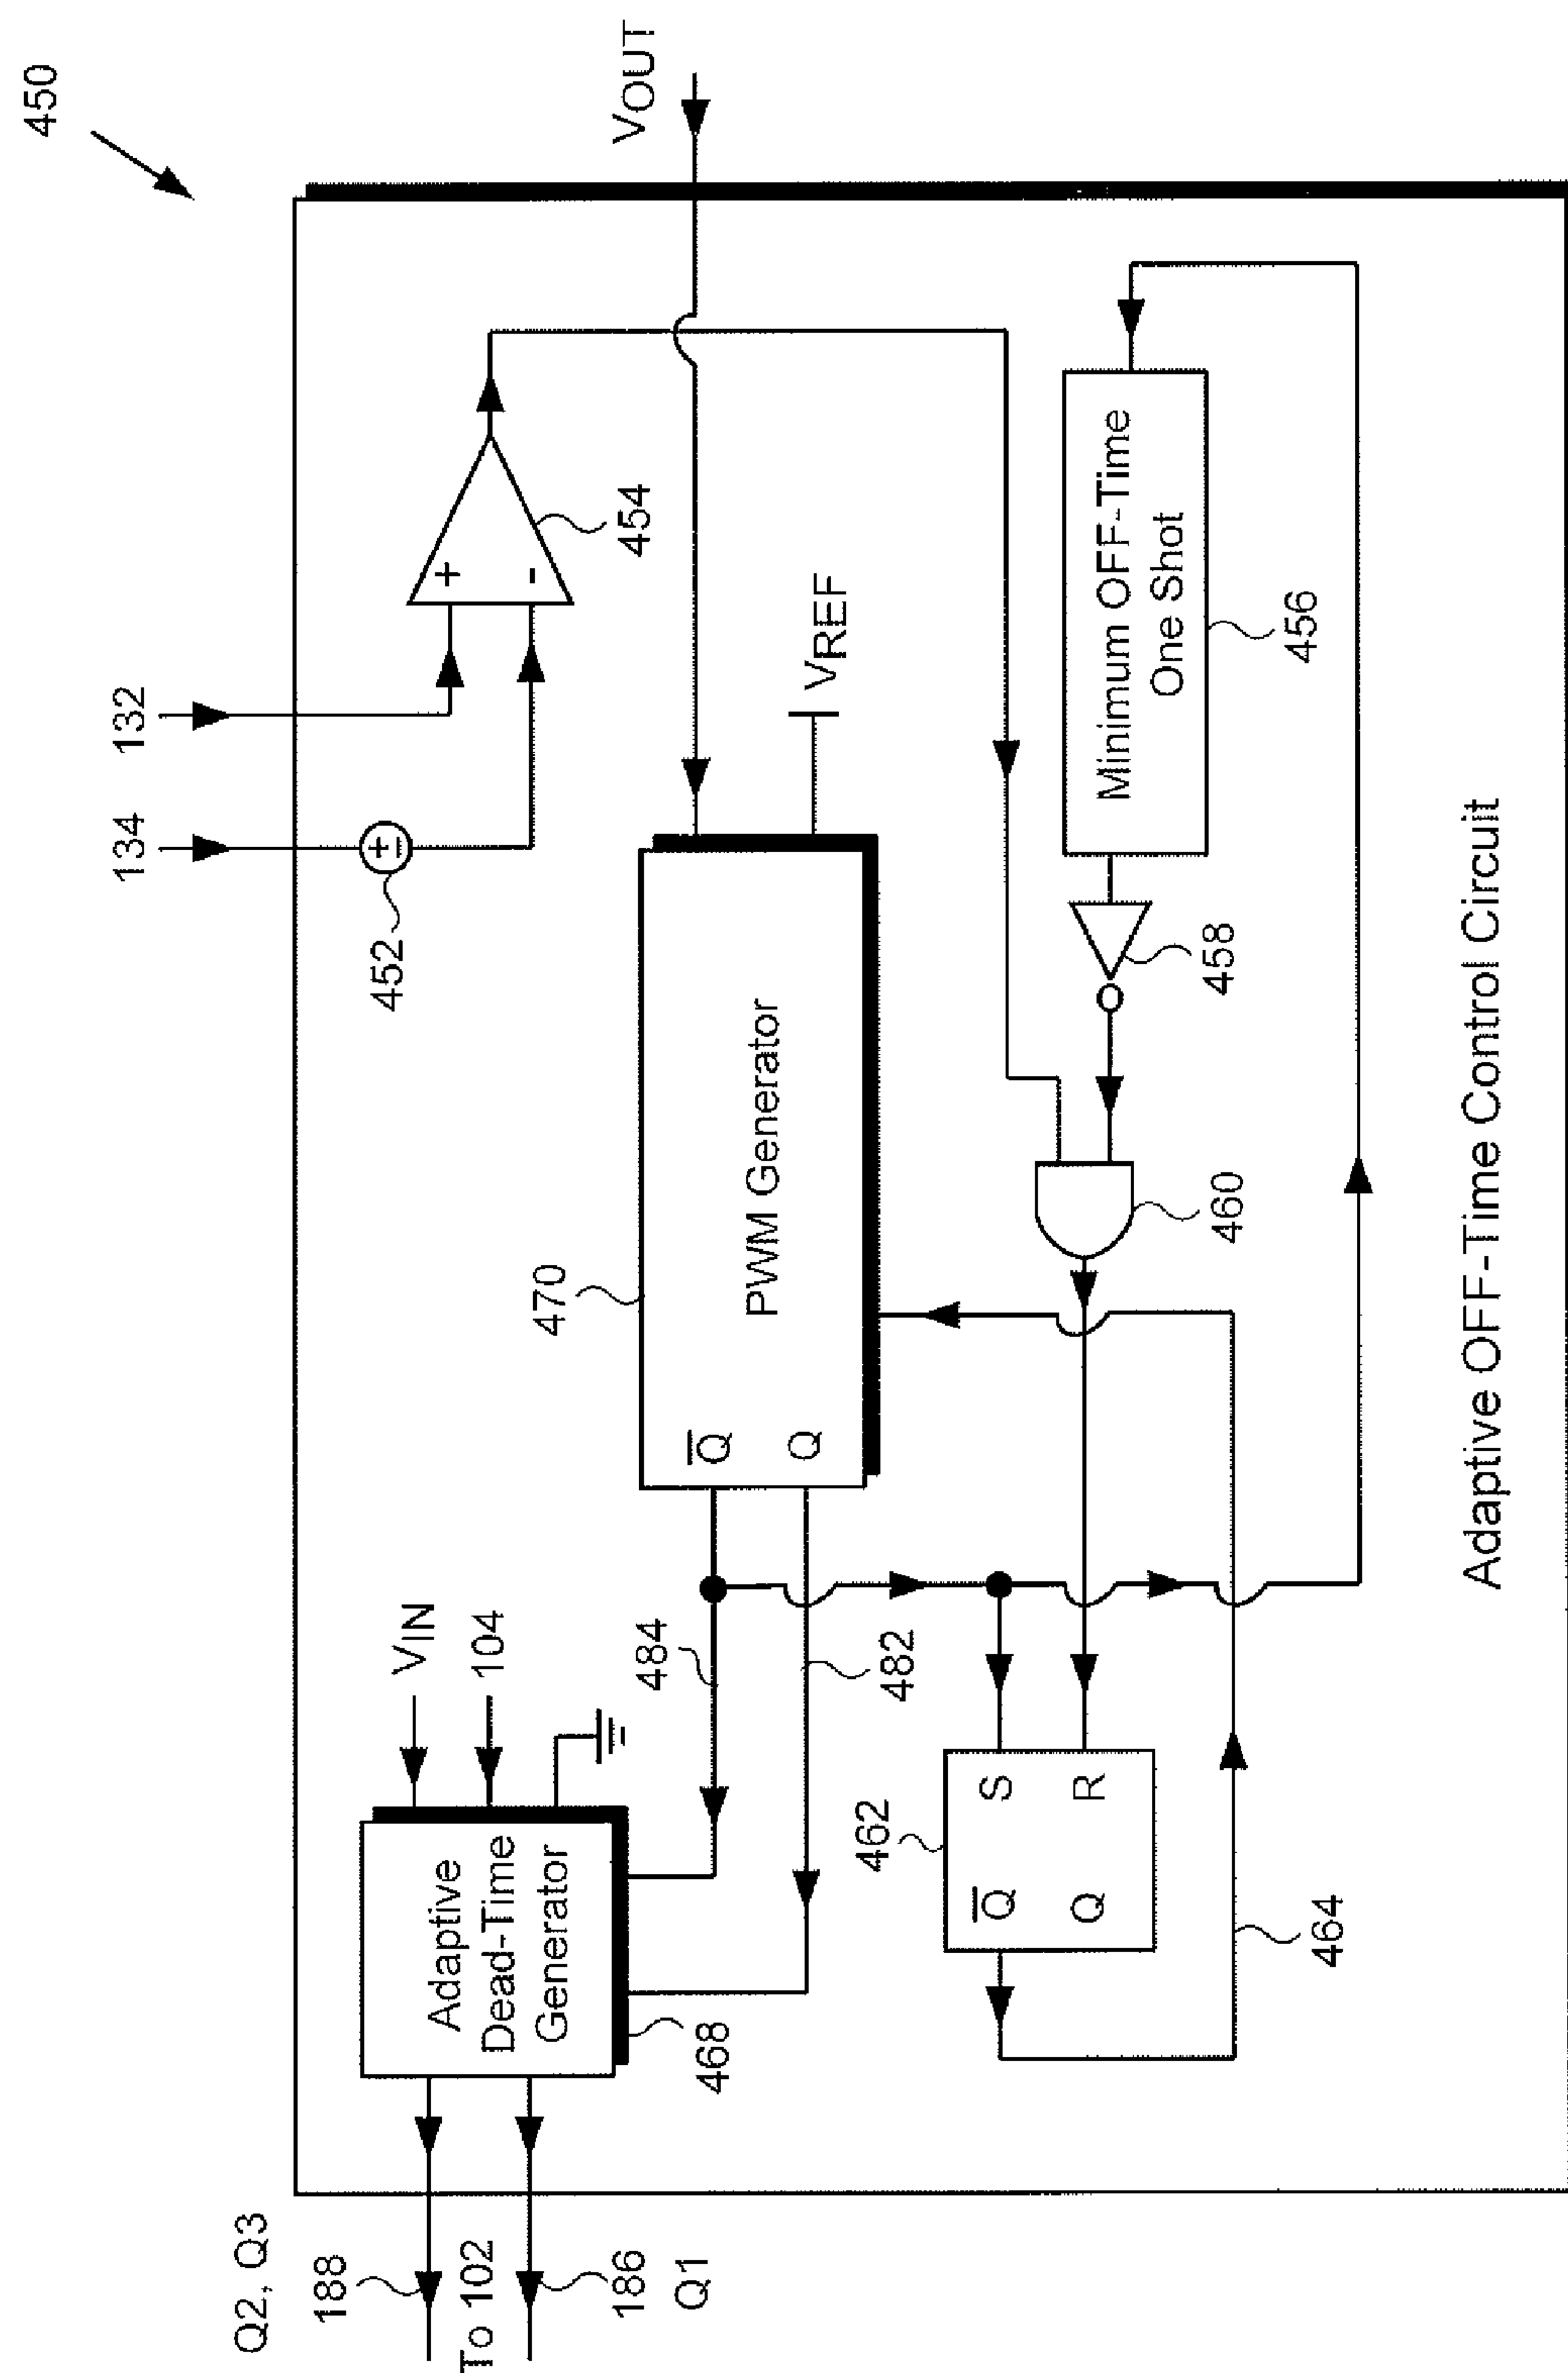 450
Q2, Q3
188
To 102
186
Q1
Adaptive
Dead-Time
Generator
468
VIN
104
484
482
134
132
452
+
-
454
VOUT
470
PWM Generator
Q̅
Q
VREF
462
Q̅
Q
S
R
464
460
458
Minimum OFF-Time
One Shot
456
Adaptive OFF-Time Control Circuit